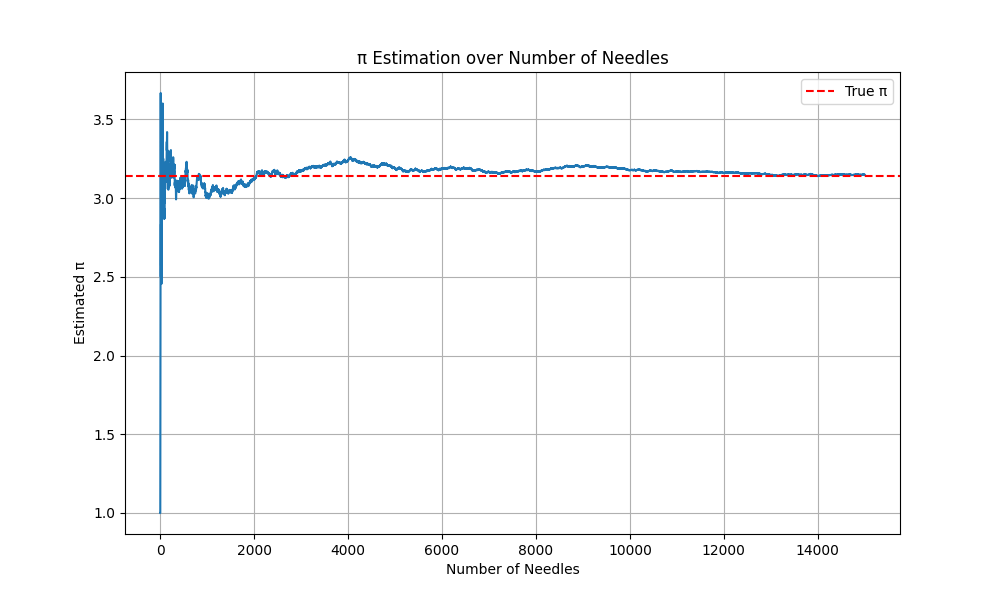 π Estimation over Number of Needles
True π
Estimated π
3.5
3.0
2.5
2.0
1.5
1.0
0 2000 4000 6000 8000 10000 12000 14000
Number of Needles